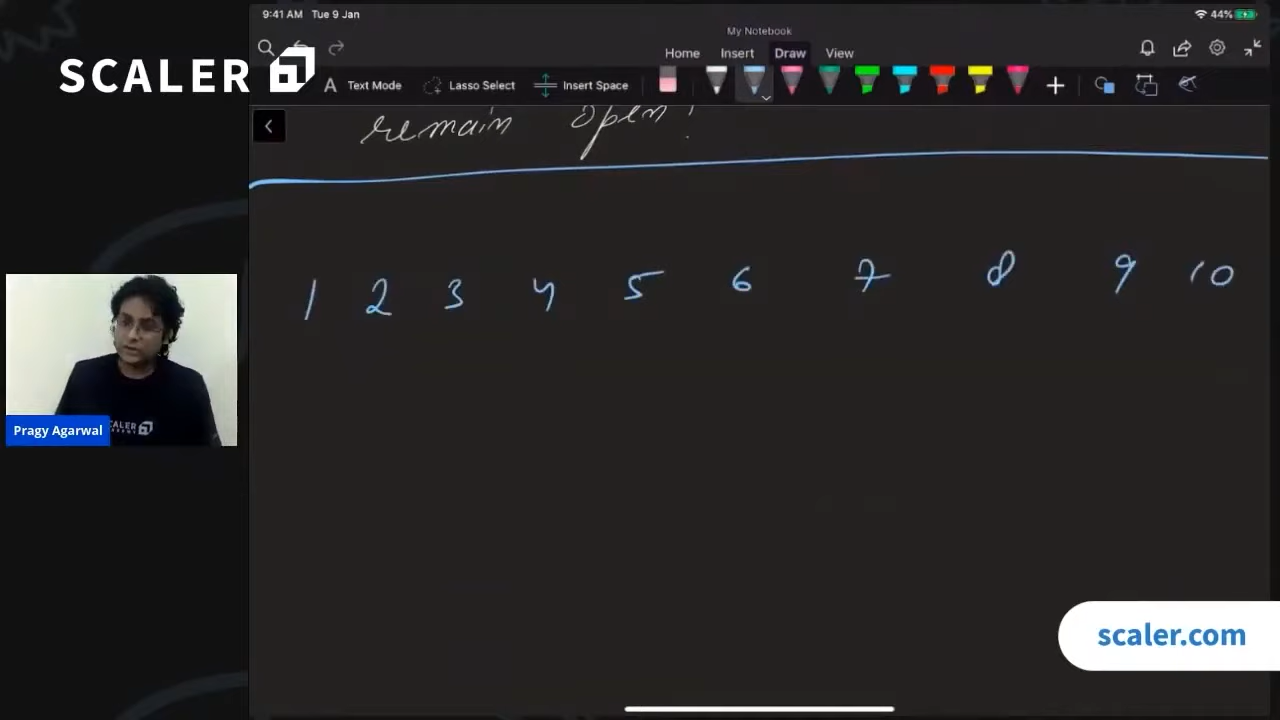 9:41 AM Tue 9 Jan
44%
My Notebook
Home Insert Draw View
SCALER
A Text Mode Lasso Select Insert Space
remain open?
1 2 3 4 5 6 7 8 9 10
SCALER
Pragy Agarwal
scaler.com